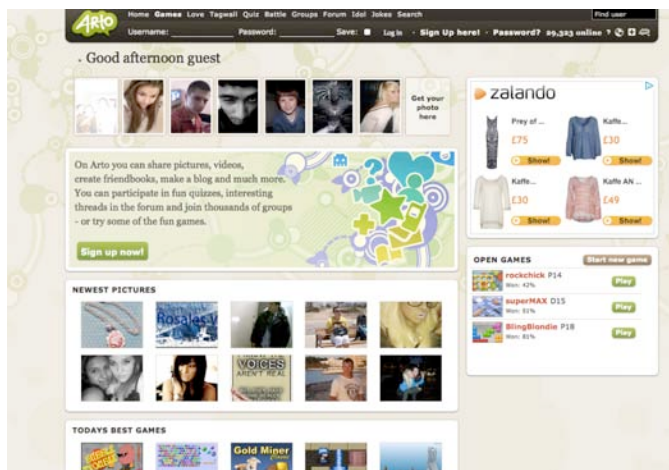 Arto
Home Games Love Tagwall Quiz Battle Groups Forum Idol Jokes Search
Find user
Username: Password: Save: Log in · Sign Up here! · Password? 29,323 online ?
Good afternoon guest
Get your
photo
here
On Arto you can share pictures, videos,
create friendbooks, make a blog and much more.
You can participate in fun quizzes, interesting
threads in the forum and join thousands of groups
- or try some of the fun games.
Sign up now!
zalando
Prey of ...
£75
Show!
Kaffe...
£30
Show!
Kaffe...
£30
Show!
Kaffe AN ...
£49
Show!
OPEN GAMES
Start new game
rockchick P14
Won: 42%
Play
superMAX D15
Won: 51%
Play
BlingBlondie P18
Won: 81%
Play
NEWEST PICTURES
Rosales
VOICES
AREN'T REAL
TODAYS BEST GAMES
Gold Miner